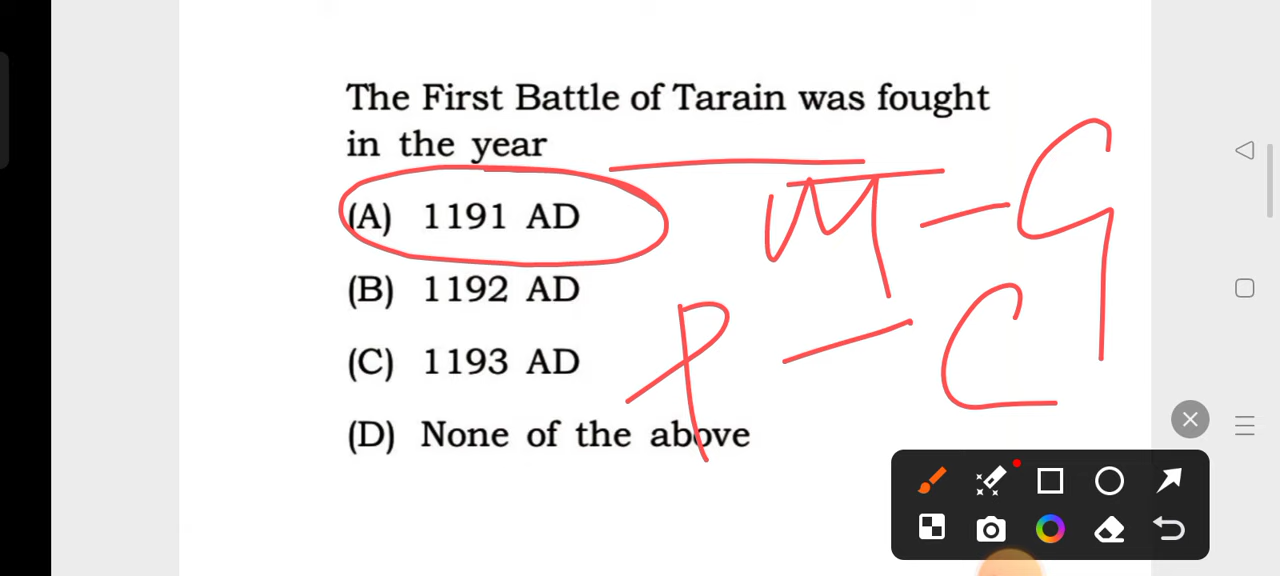 The First Battle of Tarain was fought
in the year
(A) 1191 AD
(B) 1192 AD
(C) 1193 AD
(D) None of the above
M - G
P - C